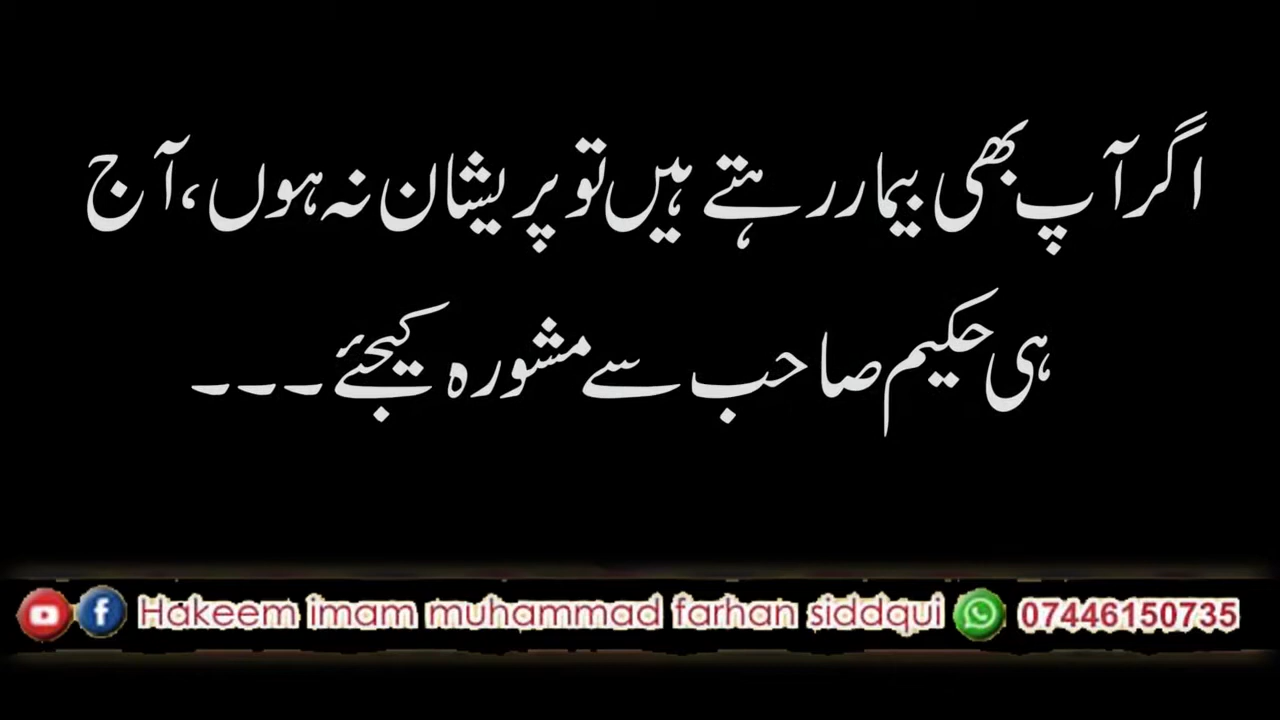 اگر آپ بھی بیمار رہتے ہیں تو پریشان نہ ہوں، آج
ہی حکیم صاحب سے مشورہ کیجئے۔۔۔
Hakeem imam muhammad farhan siddqui 07446150735